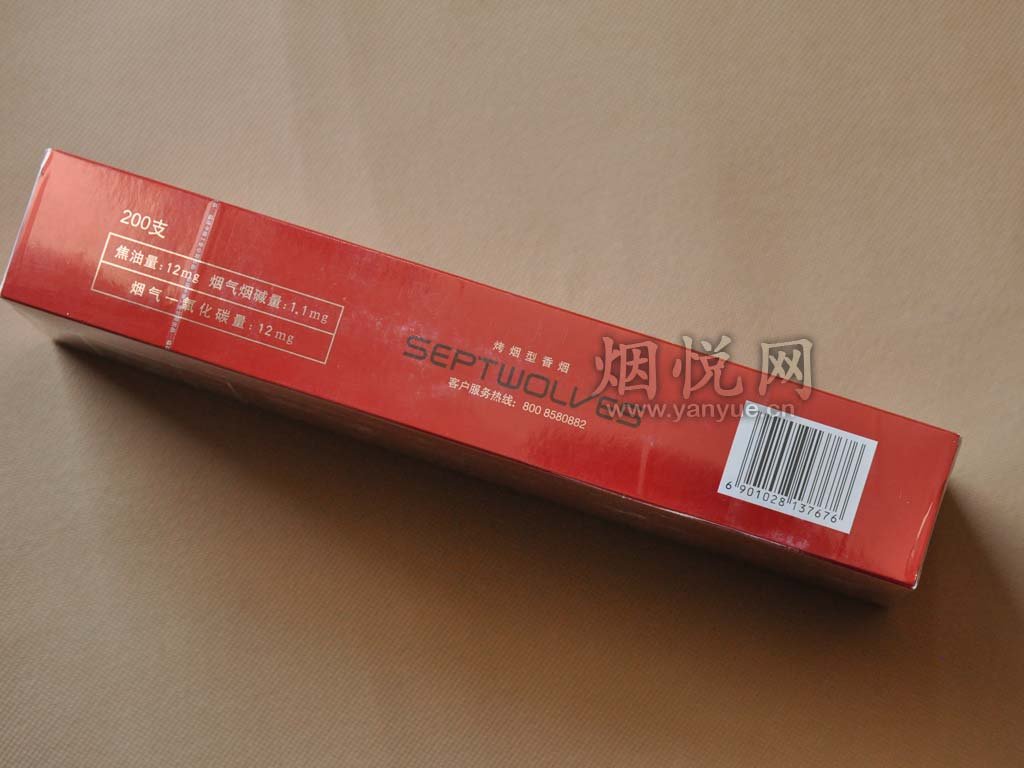 200支
焦油量:12mg 烟气烟碱量:1.1mg
烟气一氧化碳量:12mg
烤烟型香烟
SEPTWOLVES
客户服务热线: 800 8580882
烟悦网
www.yanyue.cn
6 901028 137676